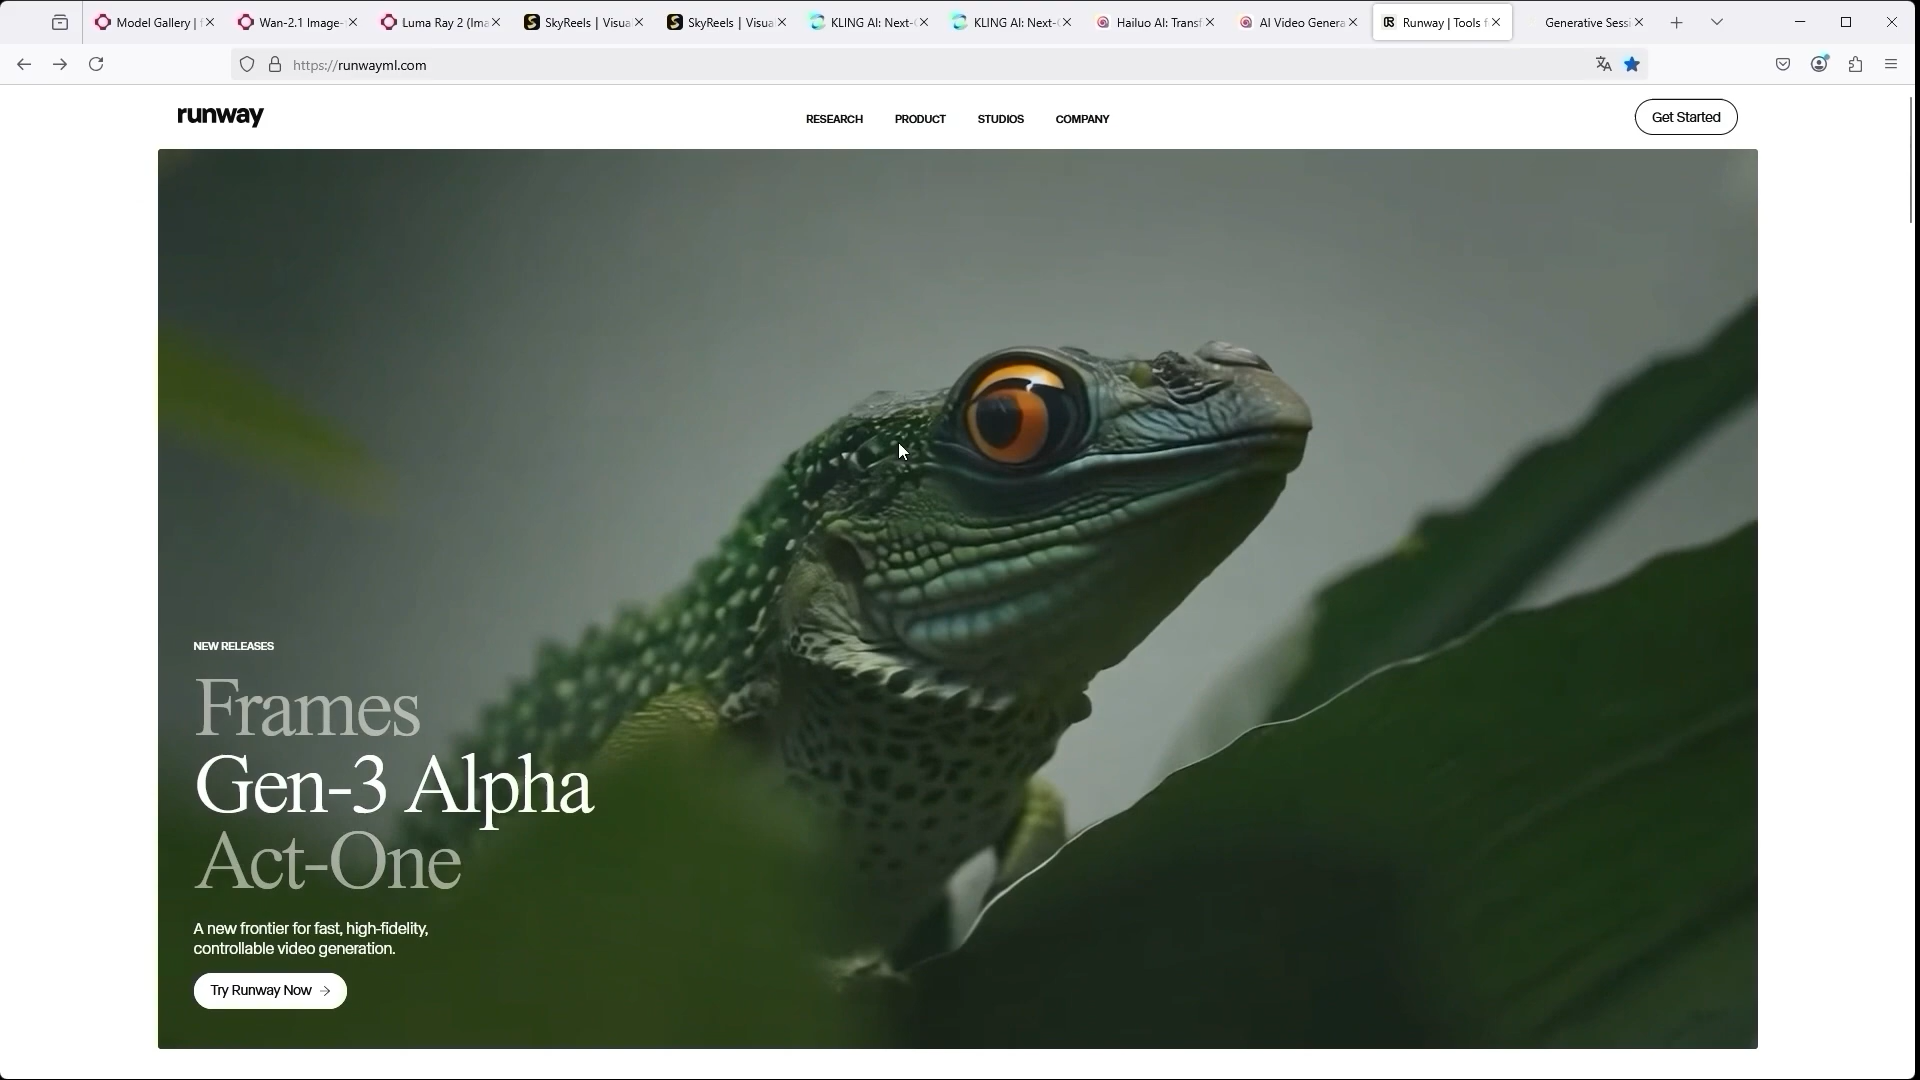 Model Gallery | f
Wan-2.1 Image-
Luma Ray 2 (Ima
SkyReels | Visua
SkyReels | Visua
KLING AI: Next-G
KLING AI: Next-G
Hailuo AI: Transf
AI Video Genera
Runway | Tools f
Generative Sessi
https://runwayml.com
runway
RESEARCH
PRODUCT
STUDIOS
COMPANY
Get Started
NEW RELEASES
Frames
Gen-3 Alpha
Act-One
A new frontier for fast, high-fidelity,
controllable video generation.
Try Runway Now →